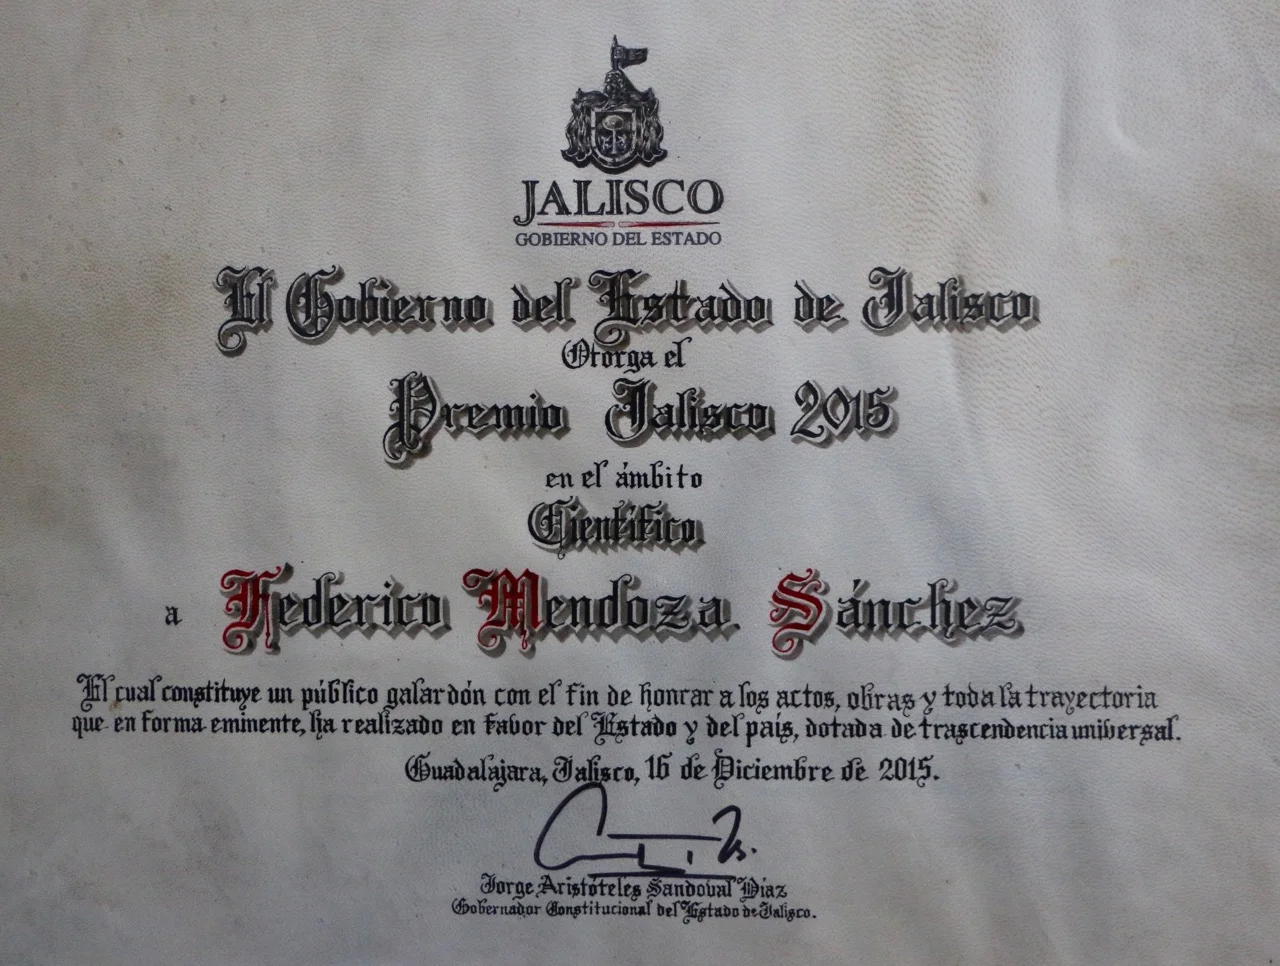 JALISCO
GOBIERNO DEL ESTADO
El Gobierno del Estado de Jalisco
Otorga el
Premio Jalisco 2015
en el ámbito
Científico
a Federico Mendoza Sánchez
El cual constituye un público galardón con el fin de honrar a los actos, obras y toda la trayectoria
que en forma eminente, ha realizado en favor del Estado y del país, dotada de trascendencia universal.
Guadalajara, Jalisco, 16 de Diciembre de 2015.
Jorge Aristóteles Sandoval Díaz
Gobernador Constitucional del Estado de Jalisco.